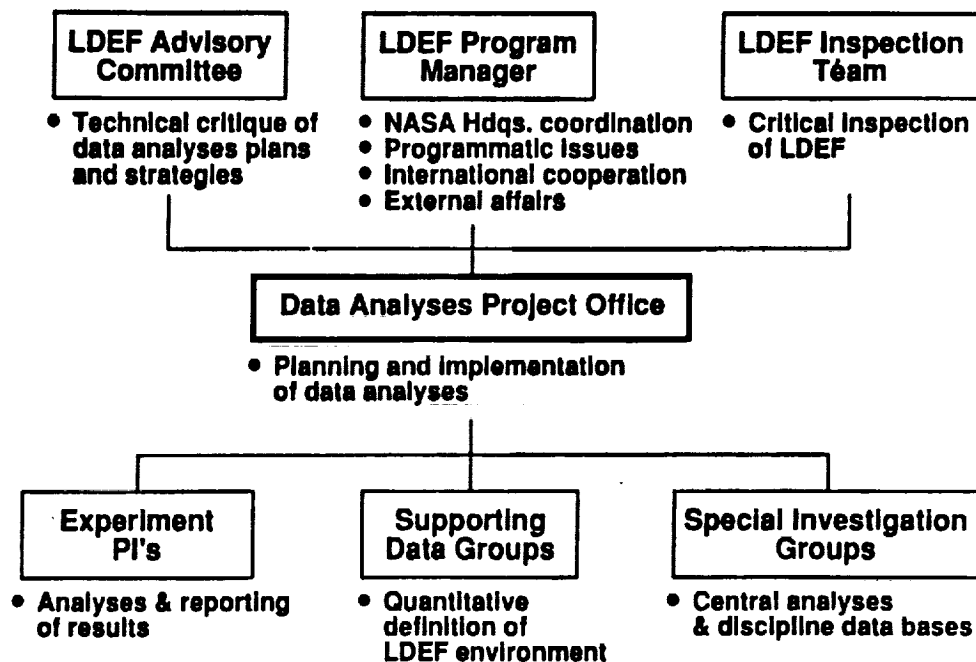 LDEF Advisory
Committee
• Technical critique of
data analyses plans
and strategies
LDEF Program
Manager
• NASA Hdqs. coordination
• Programmatic issues
• International cooperation
• External affairs
LDEF Inspection
Téam
• Critical inspection
of LDEF
Data Analyses Project Office
• Planning and implementation
of data analyses
Experiment
PI's
• Analyses & reporting
of results
Supporting
Data Groups
• Quantitative
definition of
LDEF environment
Special Investigation
Groups
• Central analyses
& discipline data bases